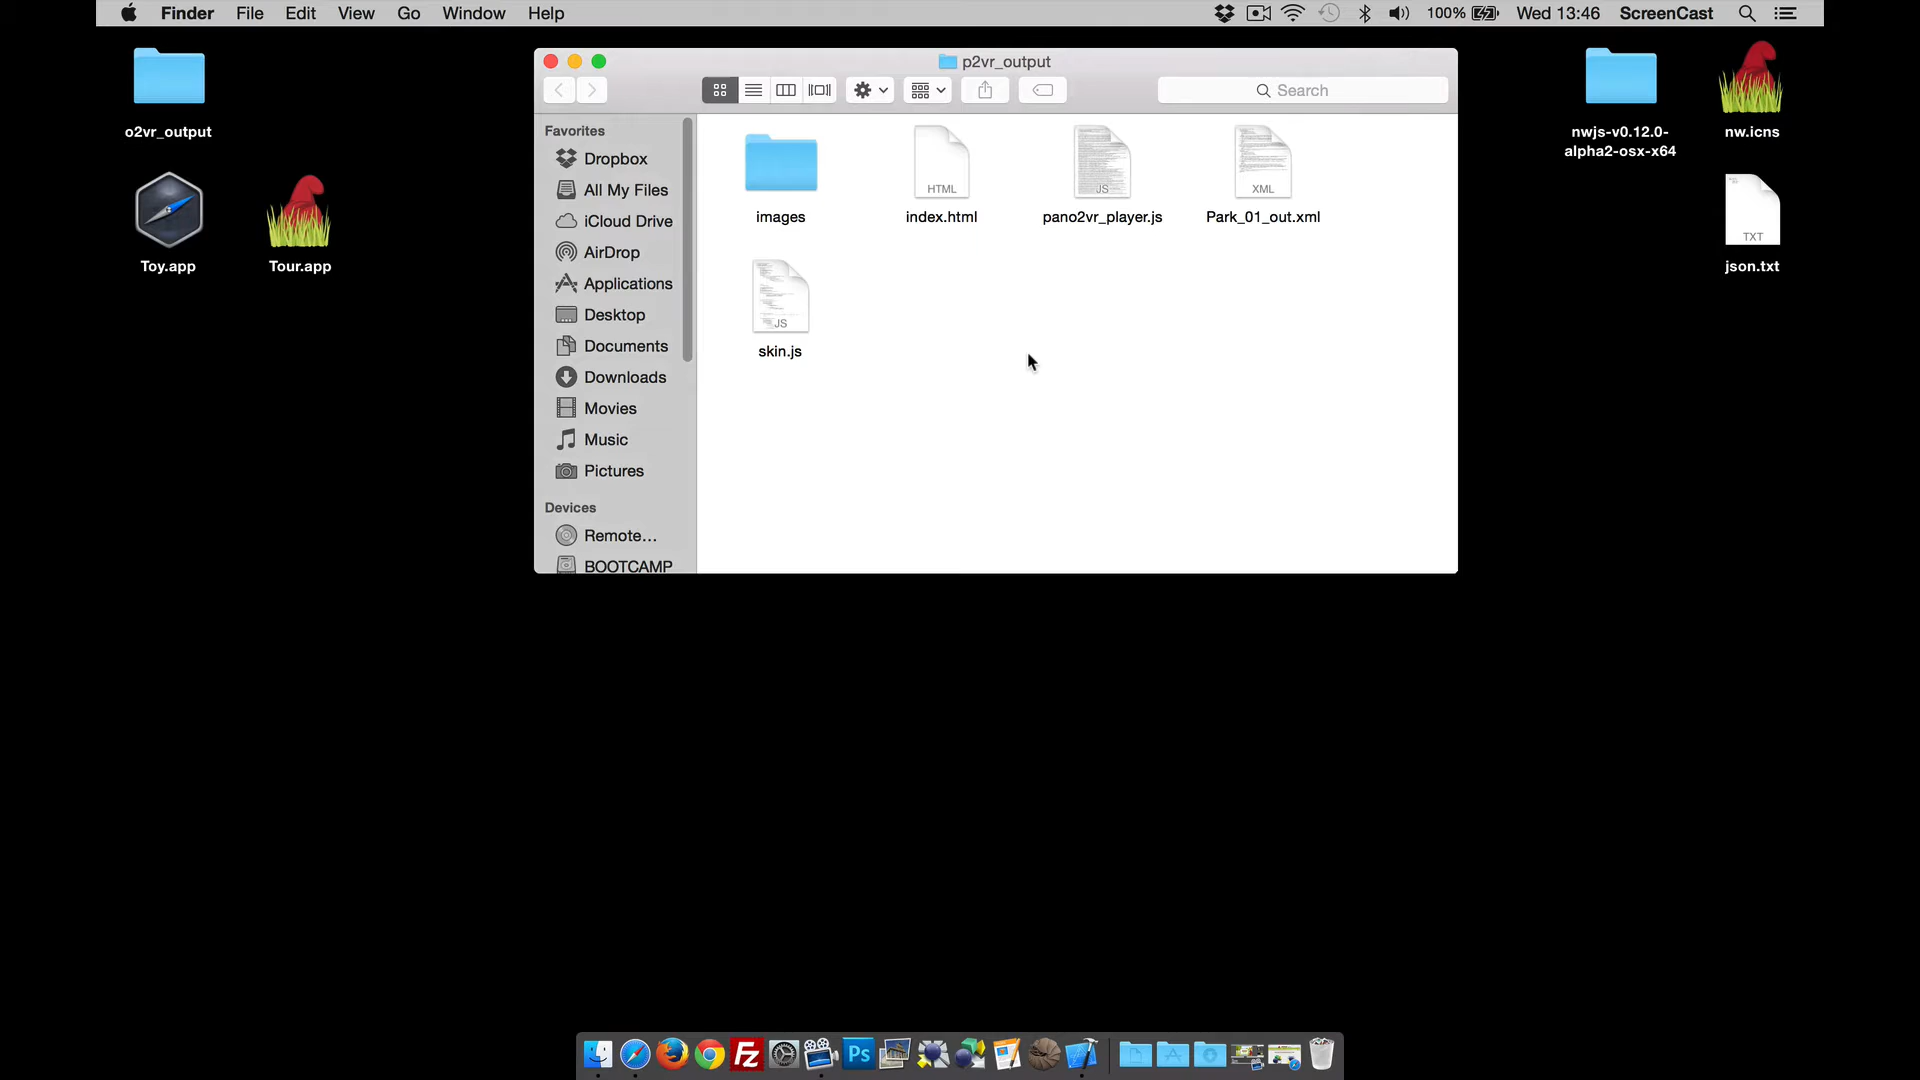 Finder File Edit View Go Window Help 100% Wed 13:46 ScreenCast
p2vr_output
Search
o2vr_output
Toy.app
Tour.app
Favorites
Dropbox
All My Files
iCloud Drive
AirDrop
Applications
Desktop
Documents
Downloads
Movies
Music
Pictures
Devices
Remote…
BOOTCAMP
images
HTML
index.html
JS
pano2vr_player.js
XML
Park_01_out.xml
JS
skin.js
nwjs-v0.12.0-
alpha2-osx-x64
nw.icns
TXT
json.txt
Fz
Ps